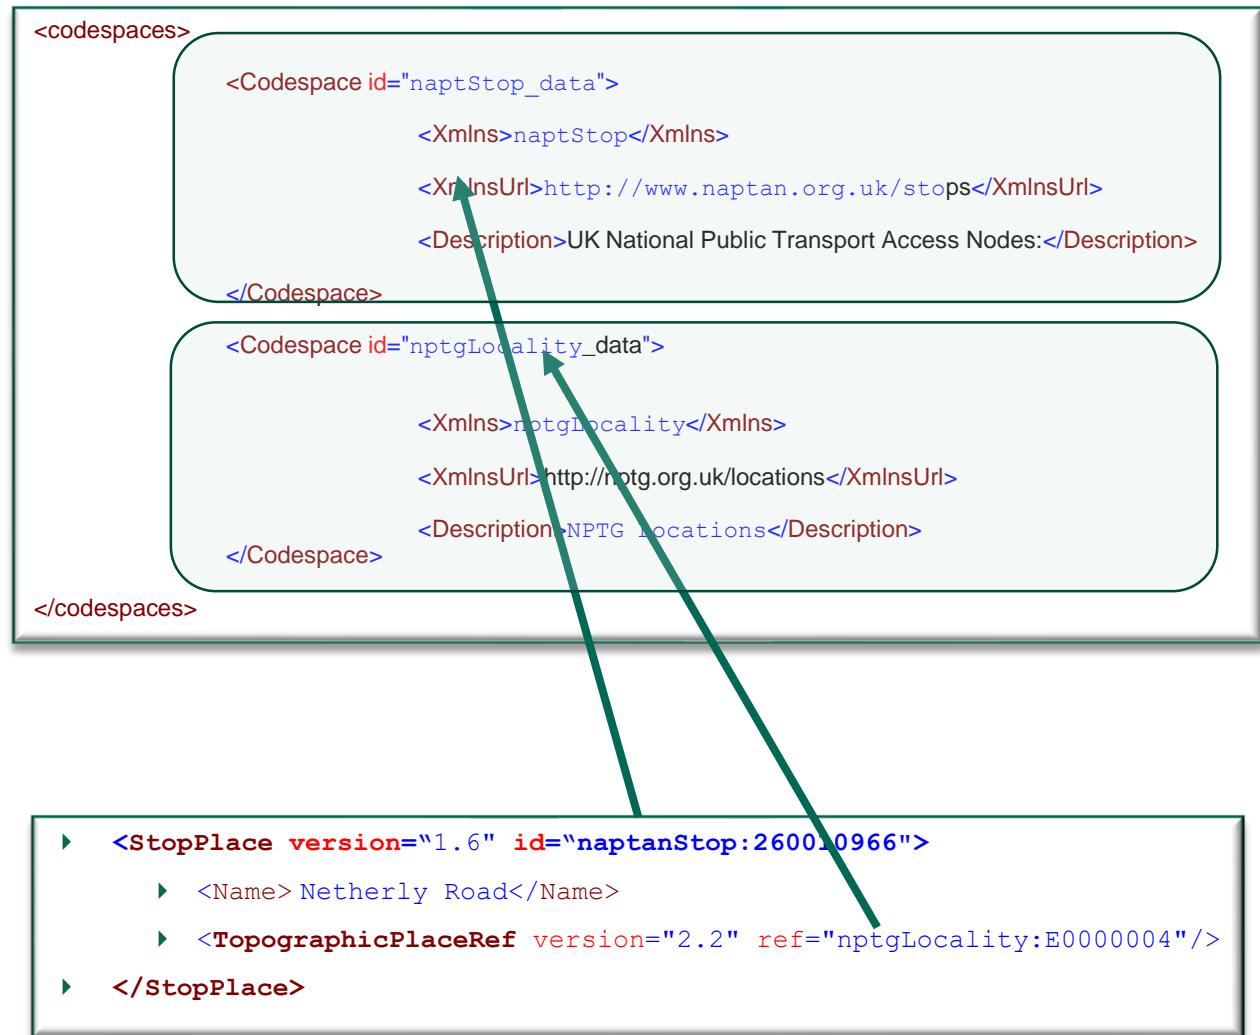 <codespaces>
<Codespace id="naptStop_data">
<Xmlns>naptStop</Xmlns>
<XmlnsUrl>http://www.naptan.org.uk/stops</XmlnsUrl>
<Description>UK National Public Transport Access Nodes:</Description>
</Codespace>
<Codespace id="nptgLocality_data">
<Xmlns>nptgLocality</Xmlns>
<XmlnsUrl>http://nptg.org.uk/locations</XmlnsUrl>
<Description>NPTG Locations</Description>
</Codespace>
</codespaces>
<StopPlace version=“1.6" id=“naptanStop:260010966">
<Name> Netherly Road</Name>
<TopographicPlaceRef version="2.2" ref="nptgLocality:E0000004"/>
</StopPlace>